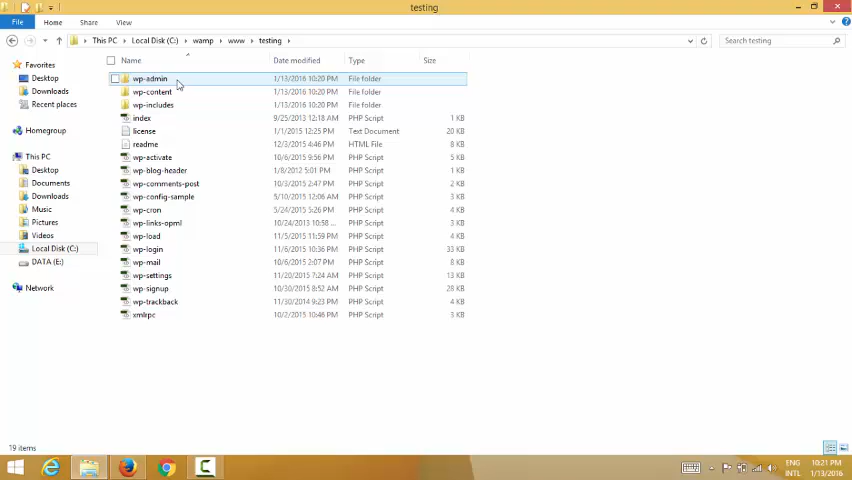 testing
File Home Share View
This PC Local Disk (C:) wamp www testing Search testing
Name Date modified Type Size
Favorites
Desktop
Downloads
Recent places
Homegroup
This PC
Desktop
Documents
Downloads
Music
Pictures
Videos
Local Disk (C:)
DATA (E:)
Network
wp-admin 1/13/2016 10:20 PM File folder
wp-content 1/13/2016 10:20 PM File folder
wp-includes 1/13/2016 10:20 PM File folder
index 9/25/2013 12:18 AM PHP Script 1 KB
license 1/1/2015 12:25 PM Text Document 20 KB
readme 12/3/2015 4:46 PM HTML File 8 KB
wp-activate 10/6/2015 9:56 PM PHP Script 5 KB
wp-blog-header 1/8/2012 5:01 PM PHP Script 1 KB
wp-comments-post 10/3/2015 2:47 PM PHP Script 2 KB
wp-config-sample 5/10/2015 12:06 AM PHP Script 3 KB
wp-cron 5/24/2015 5:26 PM PHP Script 4 KB
wp-links-opml 10/24/2013 10:58 ... PHP Script 3 KB
wp-load 11/5/2015 11:59 PM PHP Script 4 KB
wp-login 11/6/2015 10:36 PM PHP Script 33 KB
wp-mail 10/6/2015 2:07 PM PHP Script 8 KB
wp-settings 11/20/2015 7:24 AM PHP Script 13 KB
wp-signup 10/30/2015 8:52 AM PHP Script 28 KB
wp-trackback 11/30/2014 9:23 PM PHP Script 4 KB
xmlrpc 10/2/2015 10:46 PM PHP Script 3 KB
19 items
ENG 10:21 PM
INTL 1/13/2016